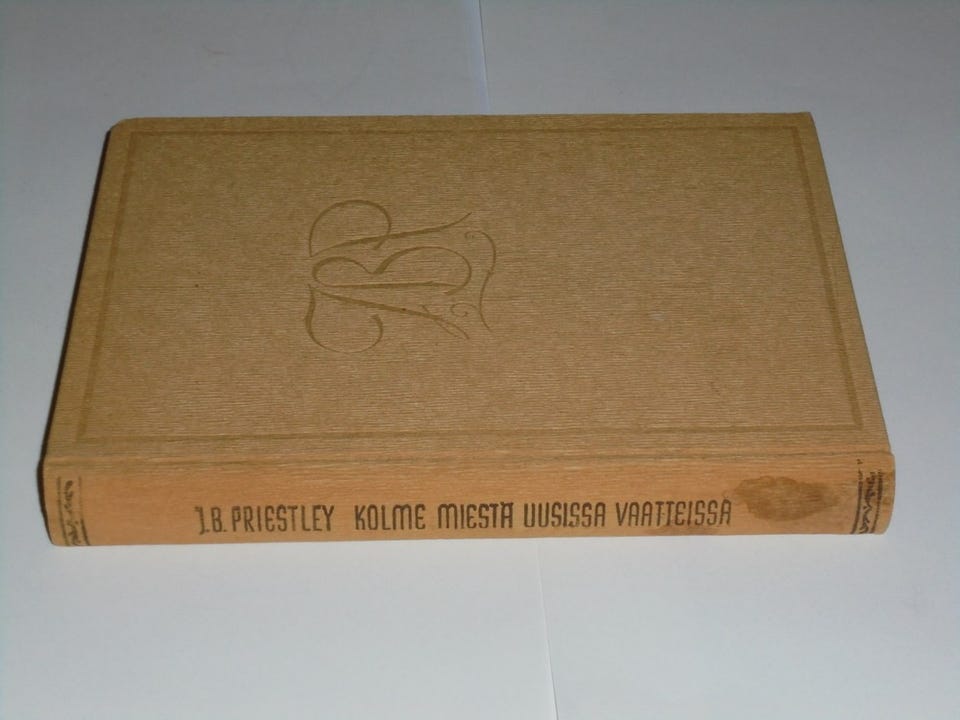 J.B. PRIESTLEY KOLME MIESTÄ UUSISSA VAATTEISSA